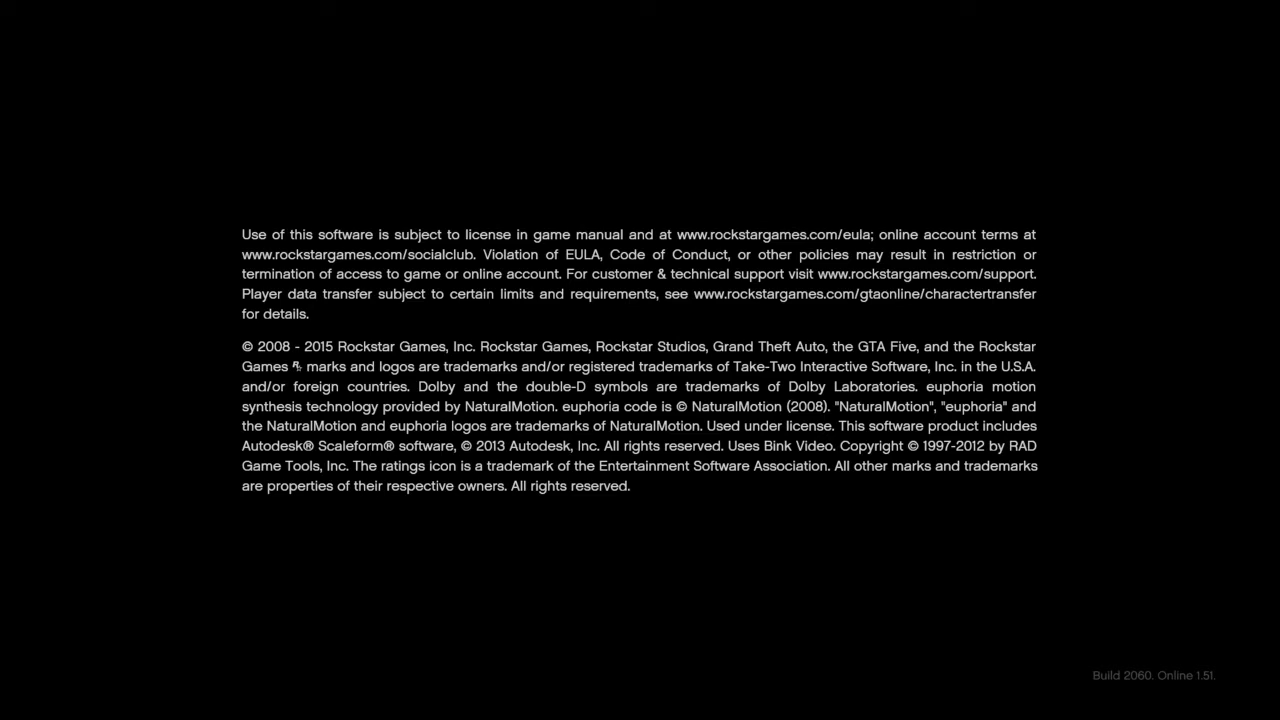 Use of this software is subject to license in game manual and at www.rockstargames.com/eula; online account terms at
www.rockstargames.com/socialclub. Violation of EULA, Code of Conduct, or other policies may result in restriction or
termination of access to game or online account. For customer & technical support visit www.rockstargames.com/support.
Player data transfer subject to certain limits and requirements, see www.rockstargames.com/gtaonline/charactertransfer
for details.
© 2008 - 2015 Rockstar Games, Inc. Rockstar Games, Rockstar Studios, Grand Theft Auto, the GTA Five, and the Rockstar
Games R* marks and logos are trademarks and/or registered trademarks of Take-Two Interactive Software, Inc. in the U.S.A.
and/or foreign countries. Dolby and the double-D symbols are trademarks of Dolby Laboratories. euphoria motion
synthesis technology provided by NaturalMotion. euphoria code is © NaturalMotion (2008). "NaturalMotion", "euphoria" and
the NaturalMotion and euphoria logos are trademarks of NaturalMotion. Used under license. This software product includes
Autodesk® Scaleform® software, © 2013 Autodesk, Inc. All rights reserved. Uses Bink Video. Copyright © 1997-2012 by RAD
Game Tools, Inc. The ratings icon is a trademark of the Entertainment Software Association. All other marks and trademarks
are properties of their respective owners. All rights reserved.
Build 2060. Online 1.51.